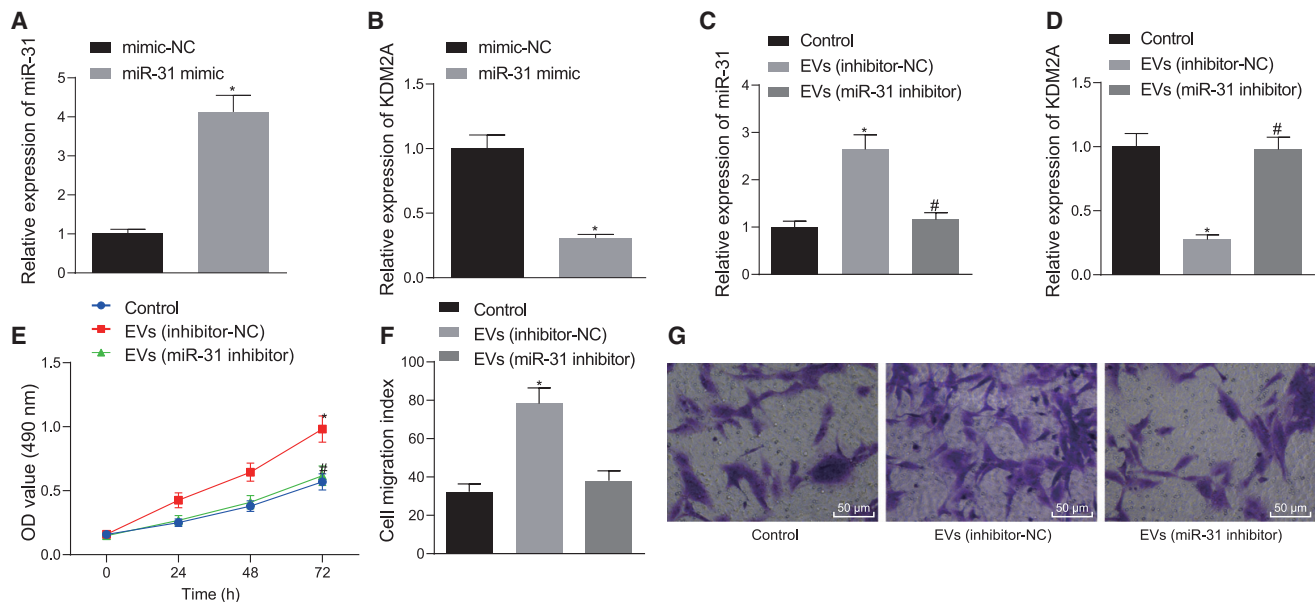 A
mimic-NC
miR-31 mimic
Relative expression of miR-31
5
4
3
2
1
0
*
B
mimic-NC
miR-31 mimic
Relative expression of KDM2A
1.5
1.0
0.5
0.0
*
C
Control
EVs (inhibitor-NC)
EVs (miR-31 inhibitor)
Relative expression of miR-31
4
3
2
1
0
*
#
D
Control
EVs (inhibitor-NC)
EVs (miR-31 inhibitor)
Relative expression of KDM2A
1.5
1.0
0.5
0.0
*
#
E
Control
EVs (inhibitor-NC)
EVs (miR-31 inhibitor)
OD value (490 nm)
1.5
1.0
0.5
0.0
*
#
0 24 48 72
Time (h)
F
Control
EVs (inhibitor-NC)
EVs (miR-31 inhibitor)
Cell migration index
100
80
60
40
20
0
*
G
50 µm
50 µm
50 µm
Control
EVs (inhibitor-NC)
EVs (miR-31 inhibitor)